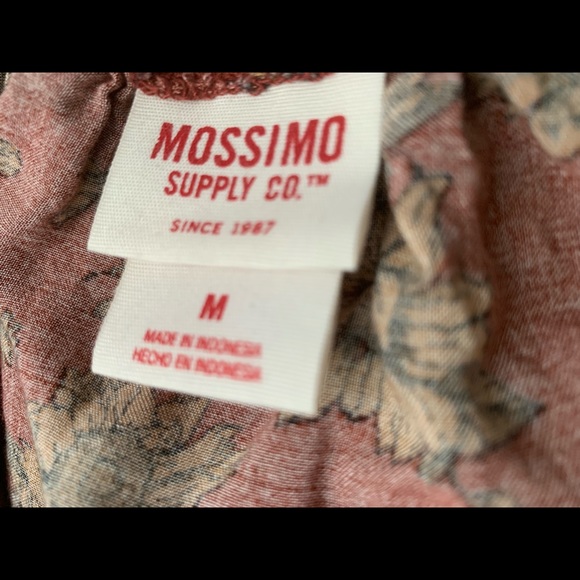 MOSSIMO
SUPPLY CO.™
SINCE 1987
M
MADE IN INDONESIA
HECHO EN INDONESIA